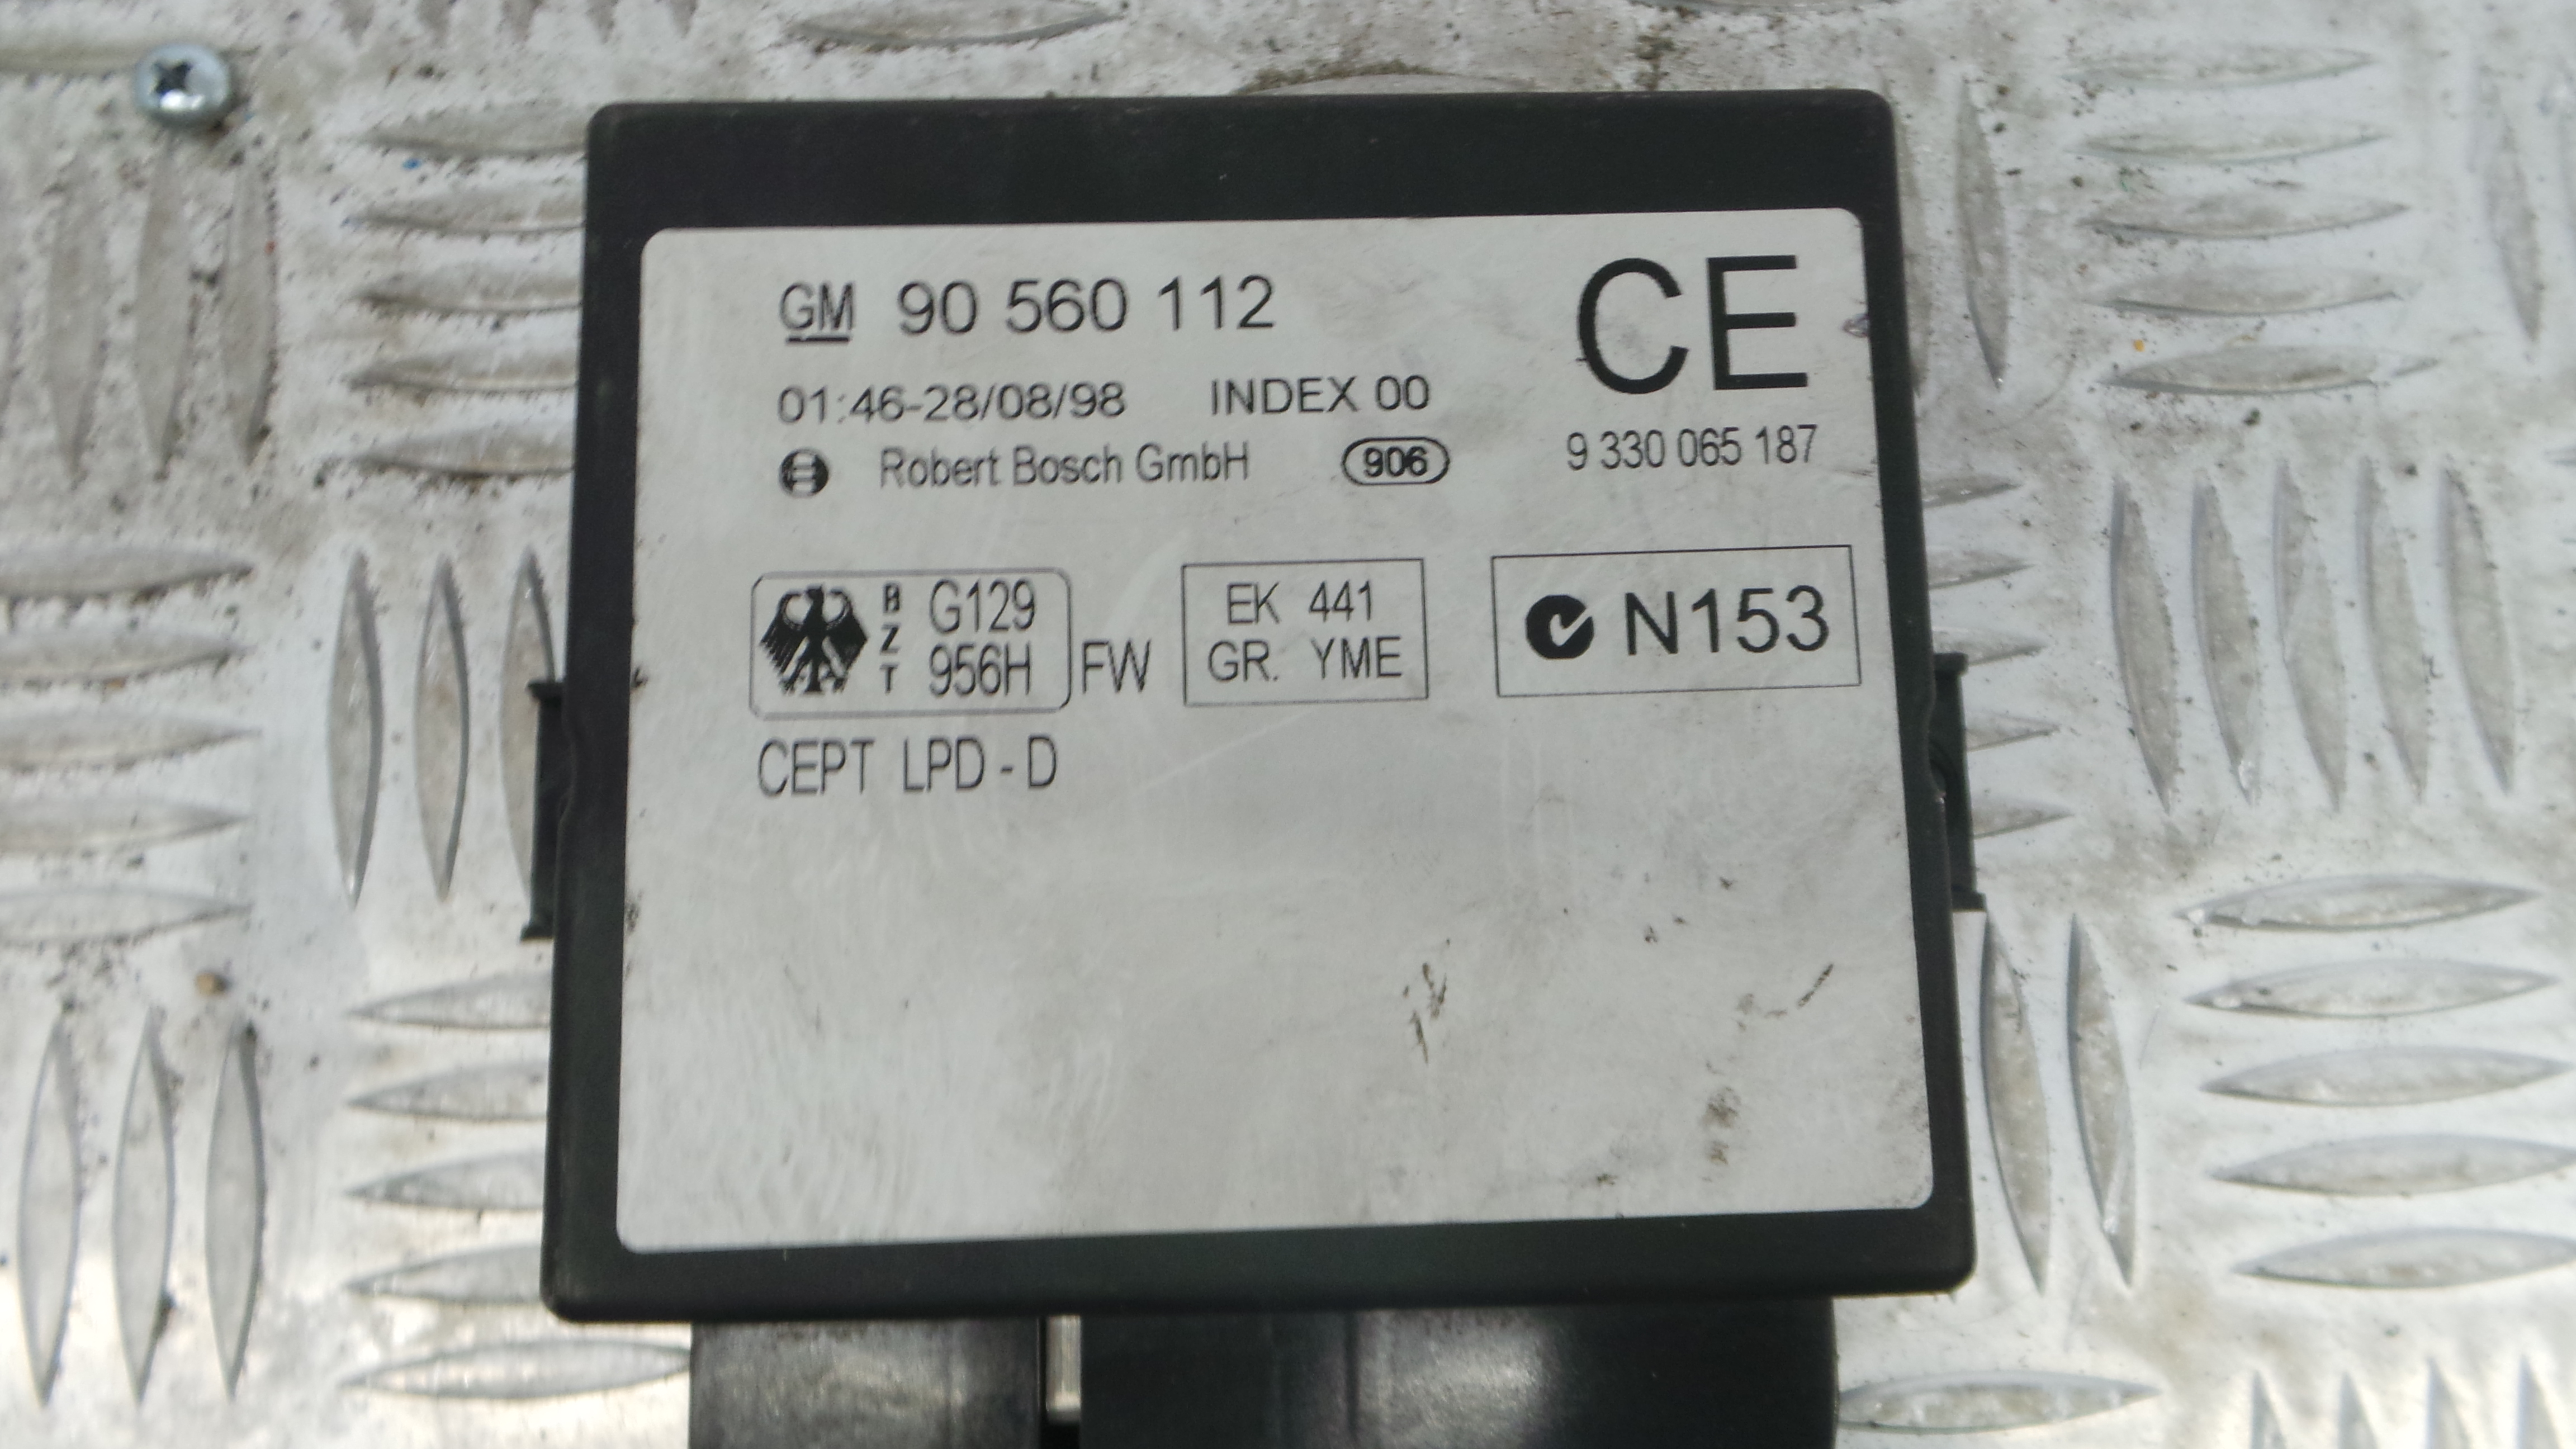 GM 90 560 112
CE
01:46-28/08/98 INDEX 00
Robert Bosch GmbH 906 9 330 065 187
BZT G129 956H FW
EK 441
GR. YME
N153
CEPT LPD - D